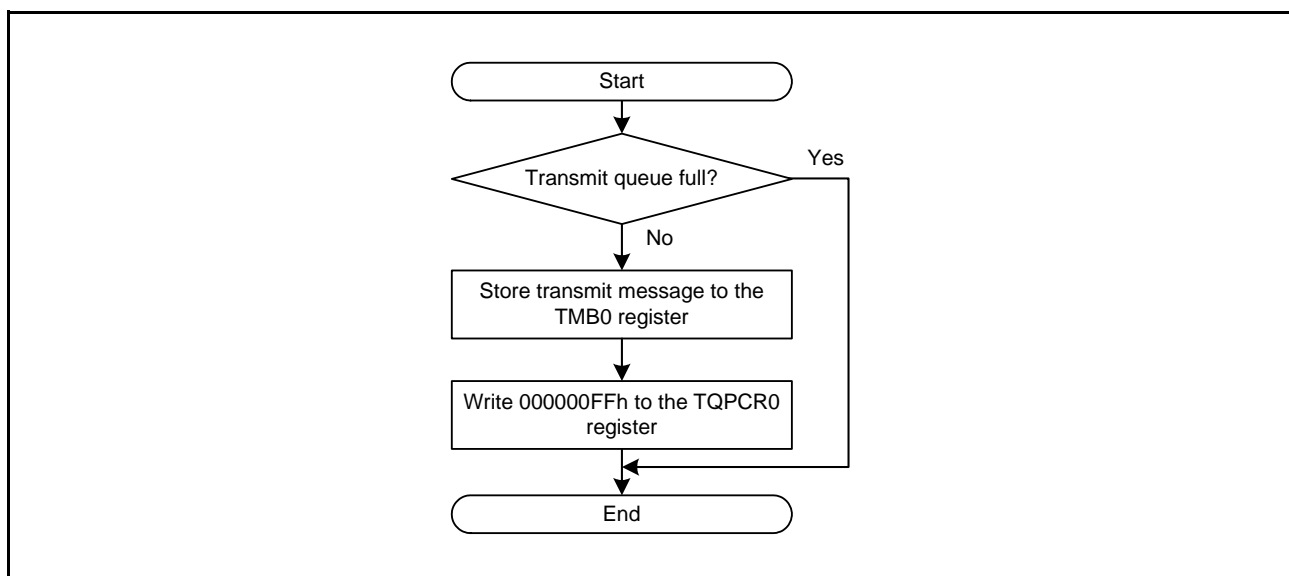 Start
Transmit queue full?
Yes
No
Store transmit message to the
TMB0 register
Write 000000FFh to the TQPCR0
register
End